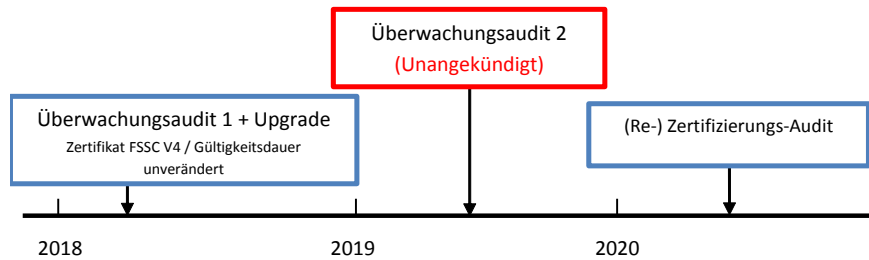 Überwachungsaudit 2
(Unangekündigt)
Überwachungsaudit 1 + Upgrade
Zertifikat FSSC V4 / Gültigkeitsdauer
unverändert
(Re-) Zertifizierungs-Audit
2018
2019
2020